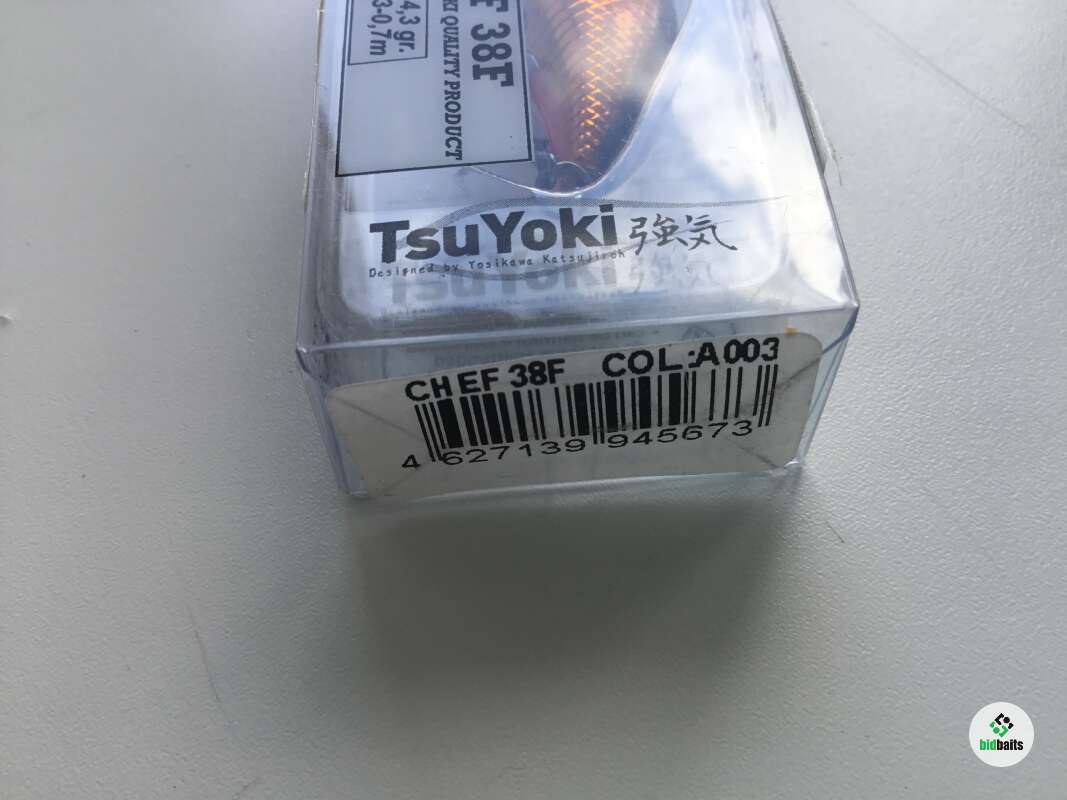 F 38F
KI QUALITY PRODUCT
4,3 gr.
3-0,7m
TsuYoki 強気
Designed by Yosikawa Katsujiroh
CHEF 38F COL.:A003
4 627139 945673
bidbaits